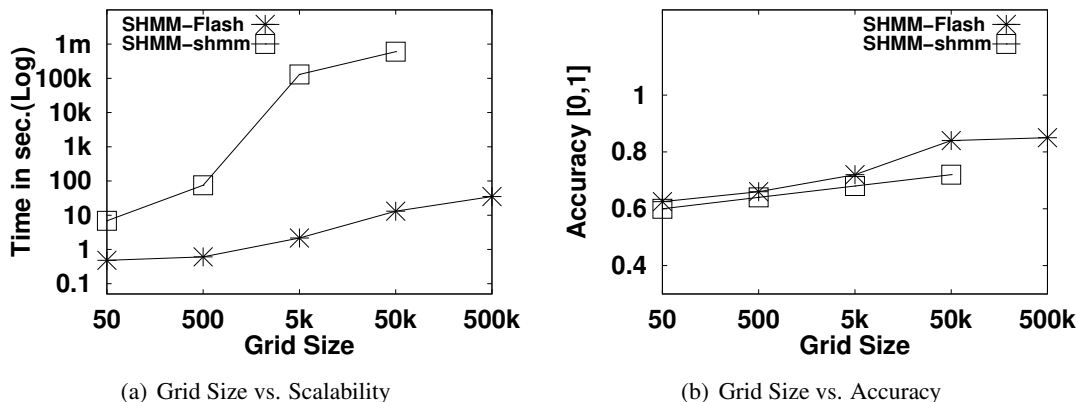 SHMM-Flash
SHMM-shmm
Time in sec.(Log)
1m
100k
10k
1k
100
10
1
0.1
50 500 5k 50k 500k
Grid Size
(a) Grid Size vs. Scalability
SHMM-Flash
SHMM-shmm
Accuracy [0,1]
1
0.8
0.6
0.4
50 500 5k 50k 500k
Grid Size
(b) Grid Size vs. Accuracy